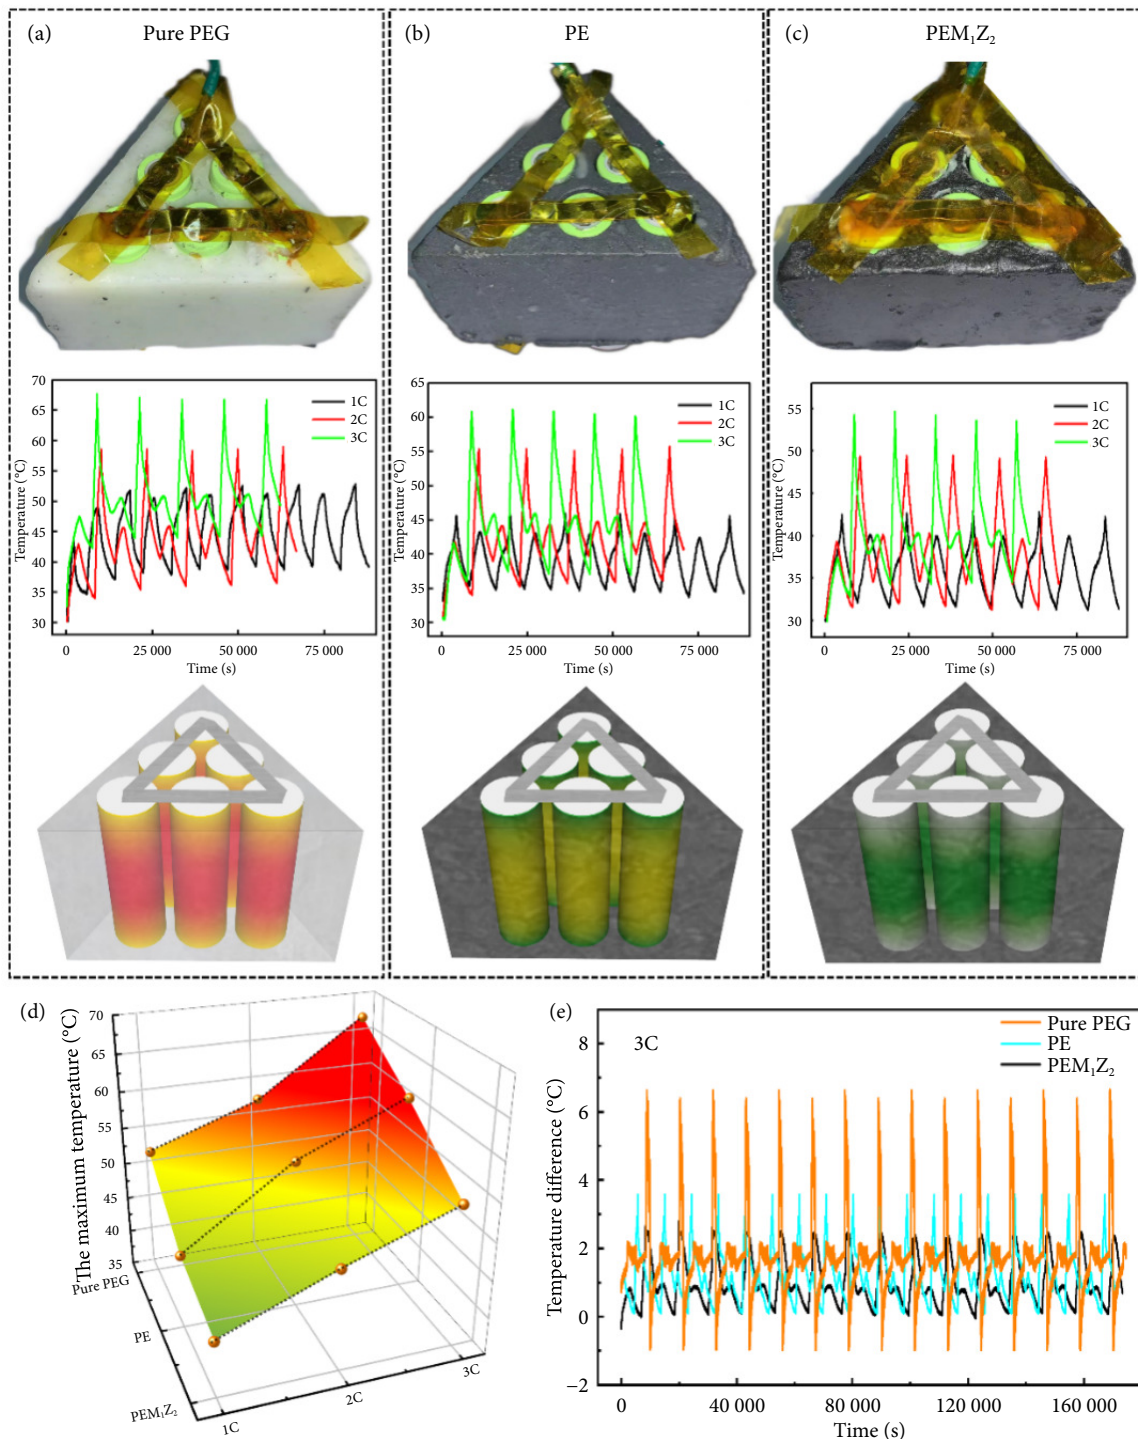 (a) Pure PEG
(b) PE
(c) PEM₁Z₂
70
65
60
55
50
45
40
35
30
Temperature (°C)
1C
2C
3C
0 25 000 50 000 75 000
Time (s)
65
60
55
50
45
40
35
30
Temperature (°C)
1C
2C
3C
0 25 000 50 000 75 000
Time (s)
55
50
45
40
35
30
Temperature (°C)
1C
2C
3C
0 25 000 50 000 75 000
Time (s)
(d)
70
65
60
55
50
45
40
35
The maximum temperature (°C)
Pure PEG
PE
PEM₁Z₂
1C
2C
3C
(e)
3C
Pure PEG
PE
PEM₁Z₂
8
6
4
2
0
−2
Temperature difference (°C)
0 40 000 80 000 120 000 160 000
Time (s)